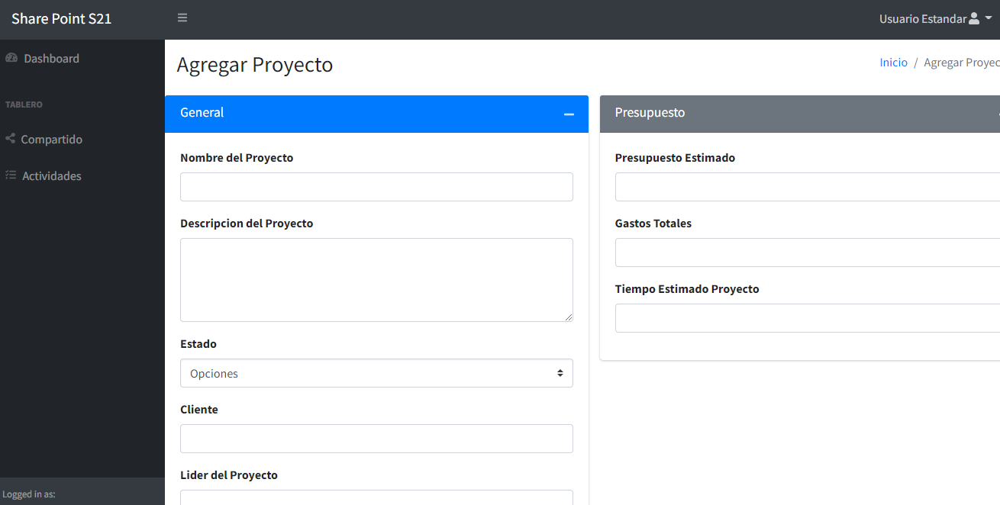 Share Point S21
Usuario Estandar
Dashboard
TABLERO
Compartido
Actividades
Logged in as:
Agregar Proyecto
Inicio / Agregar Proyec
General
Nombre del Proyecto
Descripcion del Proyecto
Estado
Opciones
Cliente
Lider del Proyecto
Presupuesto
Presupuesto Estimado
Gastos Totales
Tiempo Estimado Proyecto